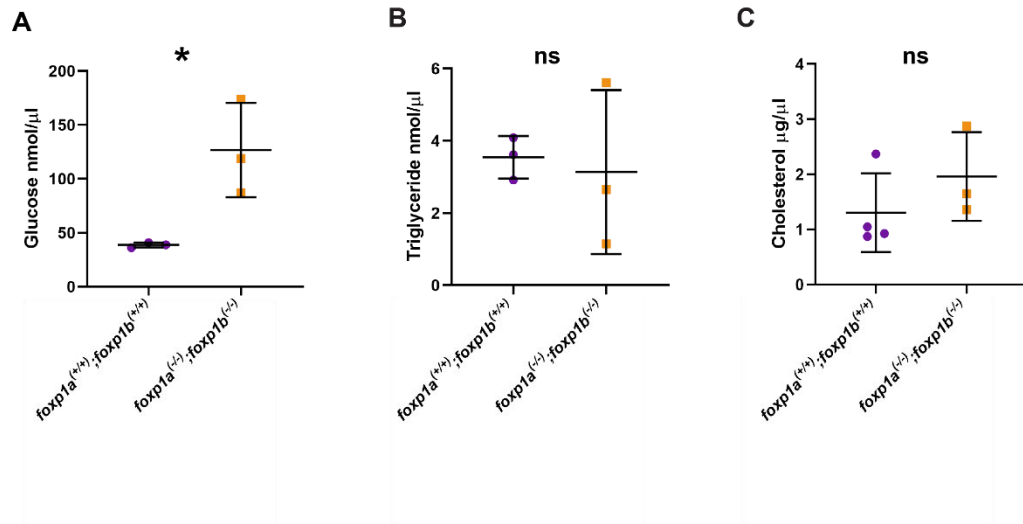 A
*
Glucose nmol/μl
200
150
100
50
0
foxp1a(+/+);foxp1b(+/+)
foxp1a(-/-);foxp1b(-/-)
B
ns
Triglyceride nmol/μl
6
4
2
0
foxp1a(+/+);foxp1b(+/+)
foxp1a(-/-);foxp1b(-/-)
C
ns
Cholesterol μg/μl
4
3
2
1
0
foxp1a(+/+);foxp1b(+/+)
foxp1a(-/-);foxp1b(-/-)